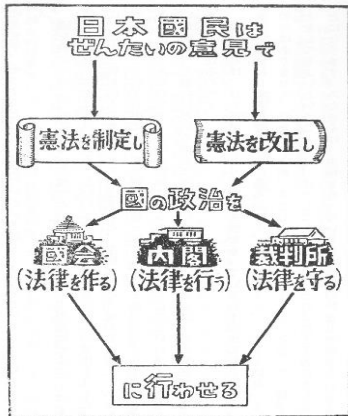 日本國民は
ぜんたいの意見で
憲法を制定し
憲法を改正し
國の政治を
國会
(法律を作る)
内閣
(法律を行う)
裁判所
(法律を守る)
に行わせる